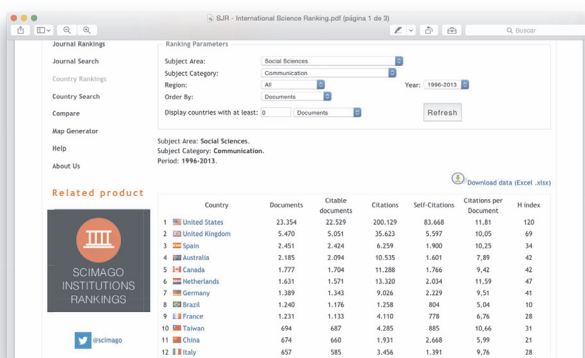 SJR - International Science Ranking.pdf (página 1 de 3)
Buscar
Journal Rankings
Journal Search
Country Rankings
Country Search
Compare
Map Generator
Help
About Us
Related product
SCIMAGO
INSTITUTIONS
RANKINGS
@scimago
Ranking Parameters
Subject Area: Social Sciences
Subject Category: Communication
Region: All Year: 1996-2013
Order By: Documents
Display countries with at least: 0 Documents Refresh
Subject Area: Social Sciences.
Subject Category: Communication.
Period: 1996-2013.
Download data (Excel .xlsx)
Country Documents Citable documents Citations Self-Citations Citations per Document H index
1 United States 23.354 22.529 200.129 83.668 11,81 120
2 United Kingdom 5.470 5.051 35.623 5.597 10,05 69
3 Spain 2.451 2.424 6.259 1.900 10,25 34
4 Australia 2.185 2.094 10.535 1.601 7,89 42
5 Canada 1.777 1.704 11.288 1.766 9,42 42
6 Netherlands 1.631 1.571 13.320 2.034 11,59 47
7 Germany 1.389 1.343 9.026 2.229 9,51 41
8 Brazil 1.240 1.176 1.258 804 5,04 10
9 France 1.231 1.133 4.110 778 6,76 28
10 Taiwan 694 687 4.285 885 10,66 31
11 China 674 660 1.931 2.668 5,99 21
12 Italy 657 585 3.456 1.391 9,76 28